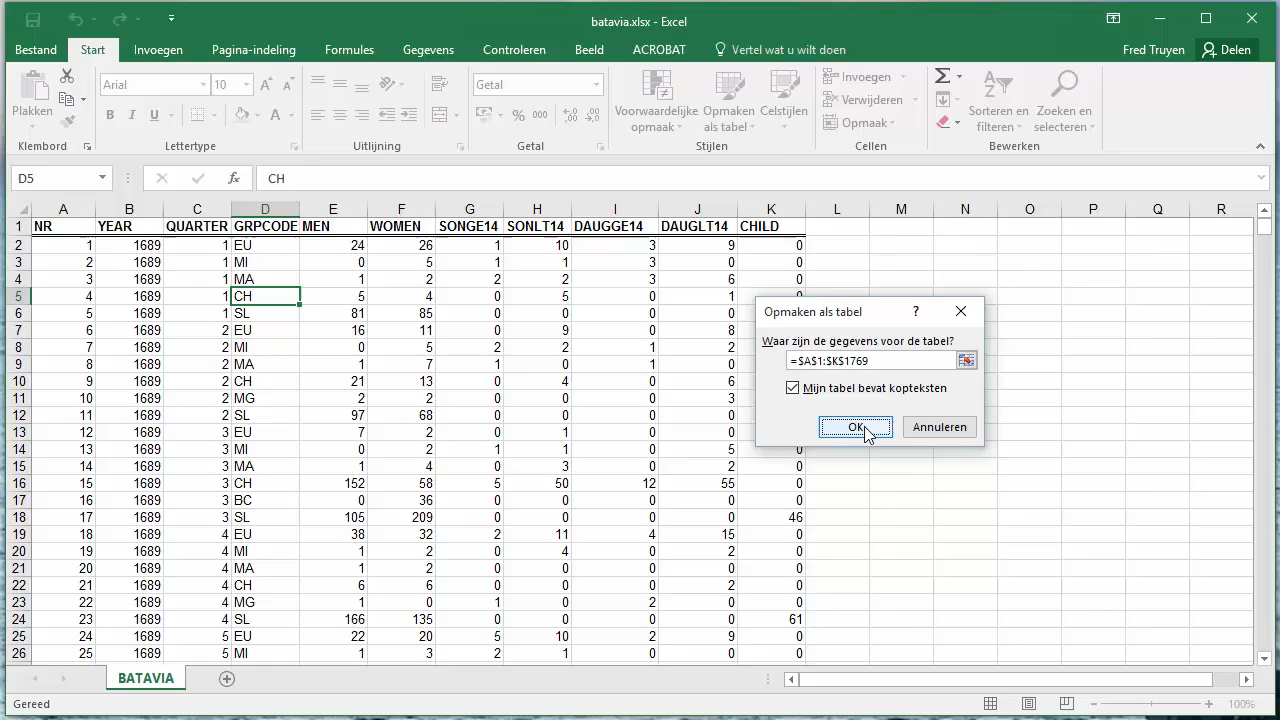 batavia.xlsx - Excel
Bestand Start Invoegen Pagina-indeling Formules Gegevens Controleren Beeld ACROBAT Vertel wat u wilt doen Fred Truyen Delen
Plakken
Klembord
Arial 10
B I U A
Lettertype
Uitlijning
Getal
% 000
Getal
Voorwaardelijke opmaak
Opmaken als tabel
Celstijlen
Stijlen
Invoegen
Verwijderen
Opmaak
Cellen
Sorteren en filteren
Zoeken en selecteren
Bewerken
D5 fx CH
A B C D E F G H I J K L M N O P Q R
1 NR YEAR QUARTER GRPCODE MEN WOMEN SONGE14 SONLT14 DAUGGE14 DAUGLT14 CHILD
2 1 1689 1 EU 24 26 1 10 3 9 0
3 2 1689 1 MI 0 5 1 1 3 0 0
4 3 1689 1 MA 1 2 2 2 3 6 0
5 4 1689 1 CH 5 4 0 5 0 1
6 5 1689 1 SL 81 85 0 0 0 0
7 6 1689 2 EU 16 11 0 9 0 8
8 7 1689 2 MI 0 5 2 2 1 2
9 8 1689 2 MA 1 7 1 0 1 0
10 9 1689 2 CH 21 13 0 4 0 6
11 10 1689 2 MG 2 2 0 0 0 3
12 11 1689 2 SL 97 68 0 0 0 0
13 12 1689 3 EU 7 2 0 1 0 0
14 13 1689 3 MI 0 2 1 1 0 5 0
15 14 1689 3 MA 1 4 0 3 0 2 0
16 15 1689 3 CH 152 58 5 50 12 55 0
17 16 1689 3 BC 0 36 0 0 0 0 0
18 17 1689 3 SL 105 209 0 0 0 0 46
19 18 1689 4 EU 38 32 2 11 4 15 0
20 19 1689 4 MI 1 2 0 4 0 2 0
21 20 1689 4 MA 1 2 0 0 0 0 0
22 21 1689 4 CH 6 6 0 0 0 2 0
23 22 1689 4 MG 1 0 1 0 2 0 0
24 23 1689 4 SL 166 135 0 0 0 0 61
25 24 1689 5 EU 22 20 5 10 2 9 0
26 25 1689 5 MI 1 3 2 1 0 0 0
Opmaken als tabel ?
Waar zijn de gegevens voor de tabel?
=$A$1:$K$1769
Mijn tabel bevat kopteksten
OK Annuleren
BATAVIA
Gereed 100%